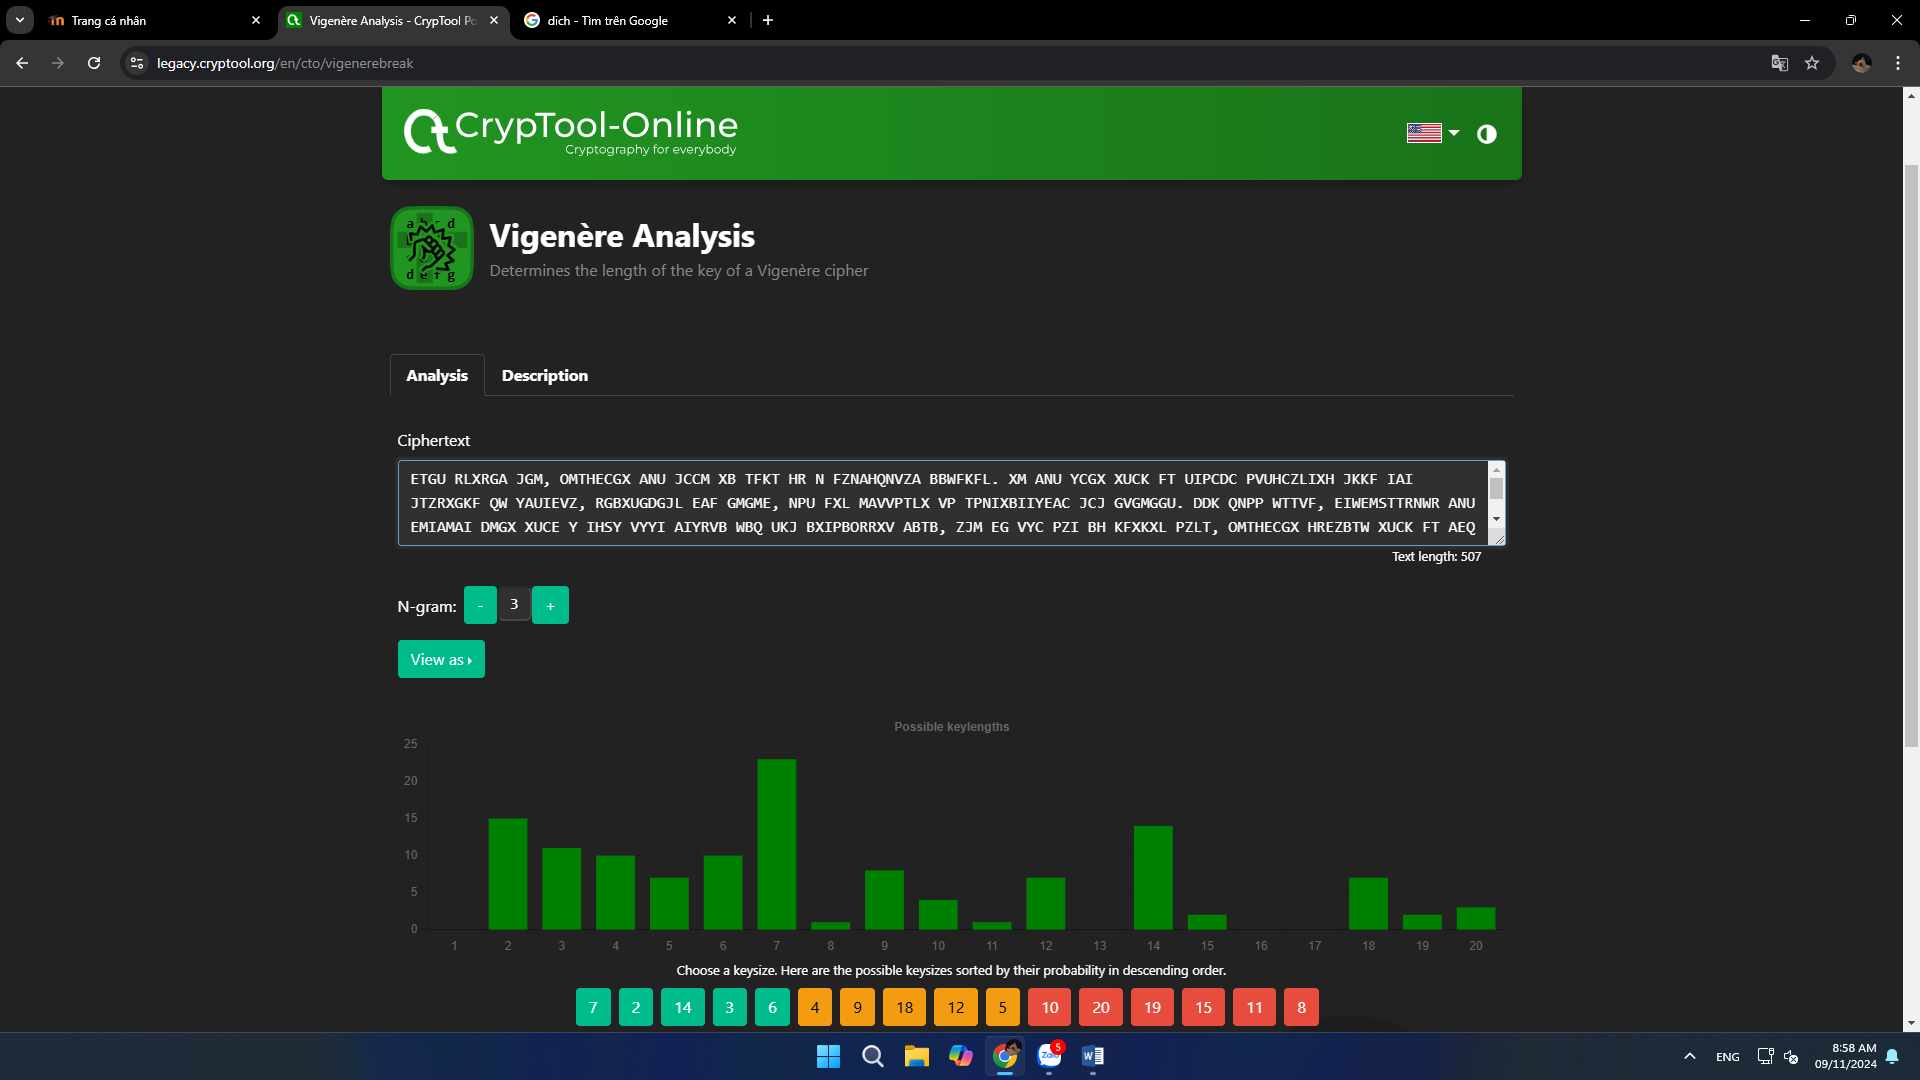 Trang cá nhân
Vigenère Analysis - CrypTool Po
dich - Tìm trên Google
legacy.cryptool.org/en/cto/vigenerebreak
CrypTool-Online
Cryptography for everybody
Vigenère Analysis
Determines the length of the key of a Vigenère cipher
Analysis Description
Ciphertext
ETGU RLXRGA JGM, OMTHECGX ANU JCCM XB TFKT HR N FZNAHQNVZA BBWFKFL. XM ANU YCGX XUCK FT UIPCDC PVUHCZLIXH JKKF IAI
JTZRXGKF QW YAUIEVZ, RGBXUGDGJL EAF GMGME, NPU FXL MAVVPTLX VP TPNIXBIIYEAC JCJ GVGMGGU. DDK QNPP WTTVF, EIWEMSTTRNWR ANU
EMIAMAI DMGX XUCE Y IHSY VYYI AIYRVB WBQ UKJ BXIPBORRXV ABTB, ZJM EG VYC PZI BH KFXKXL PZLT, OMTHECGX HREZBTW XUCK FT AEQ
Text length: 507
N-gram: - 3 +
View as
Possible keylengths
25
20
15
10
5
0
1 2 3 4 5 6 7 8 9 10 11 12 13 14 15 16 17 18 19 20
Choose a keysize. Here are the possible keysizes sorted by their probability in descending order.
7 2 14 3 6 4 9 18 12 5 10 20 19 15 11 8
Zalo
5
ENG
8:58 AM
09/11/2024